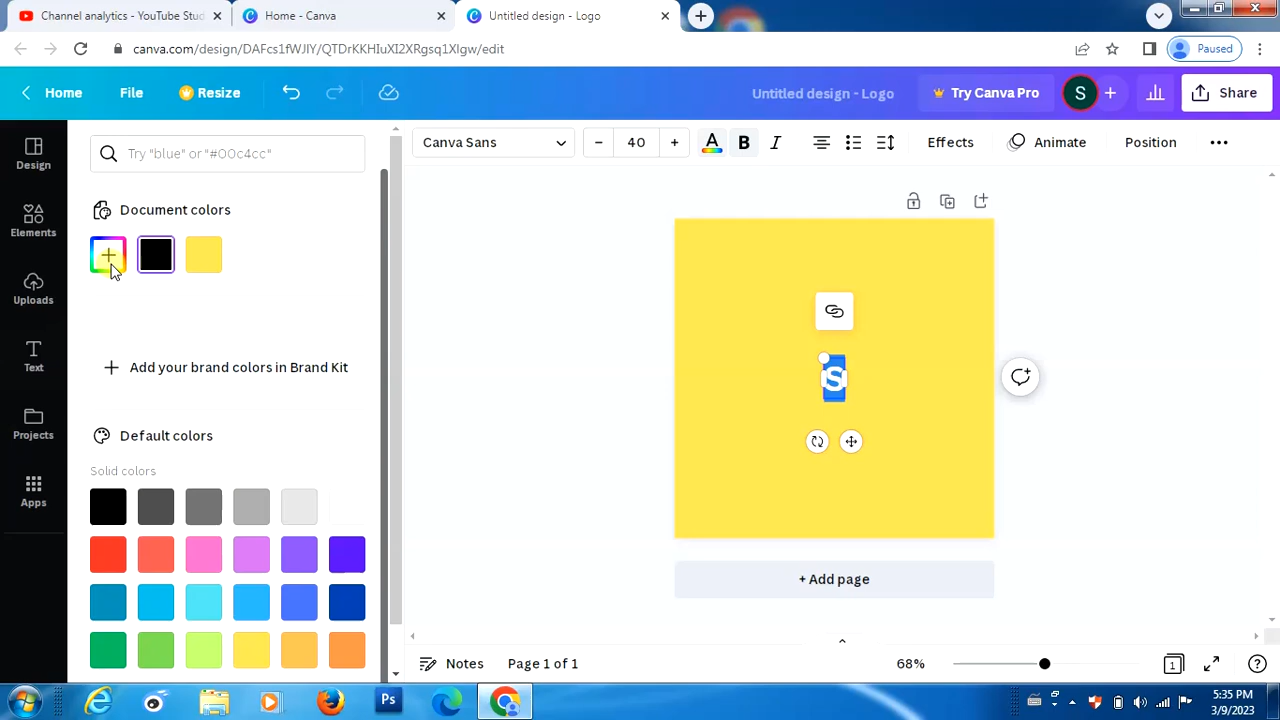 Channel analytics - YouTube Stud
Home - Canva
Untitled design - Logo
canva.com/design/DAFcs1fWJIY/QTDrKKHIuXI2XRgsq1XIgw/edit
Paused
Home
File
Resize
Untitled design - Logo
Try Canva Pro
S
Share
Design
Elements
Uploads
Text
Projects
Apps
Try "blue" or "#00c4cc"
Document colors
Add your brand colors in Brand Kit
Default colors
Solid colors
Canva Sans
40
A
B
I
Effects
Animate
Position
S
+ Add page
Notes
Page 1 of 1
68%
1
Ps
5:35 PM
3/9/2023